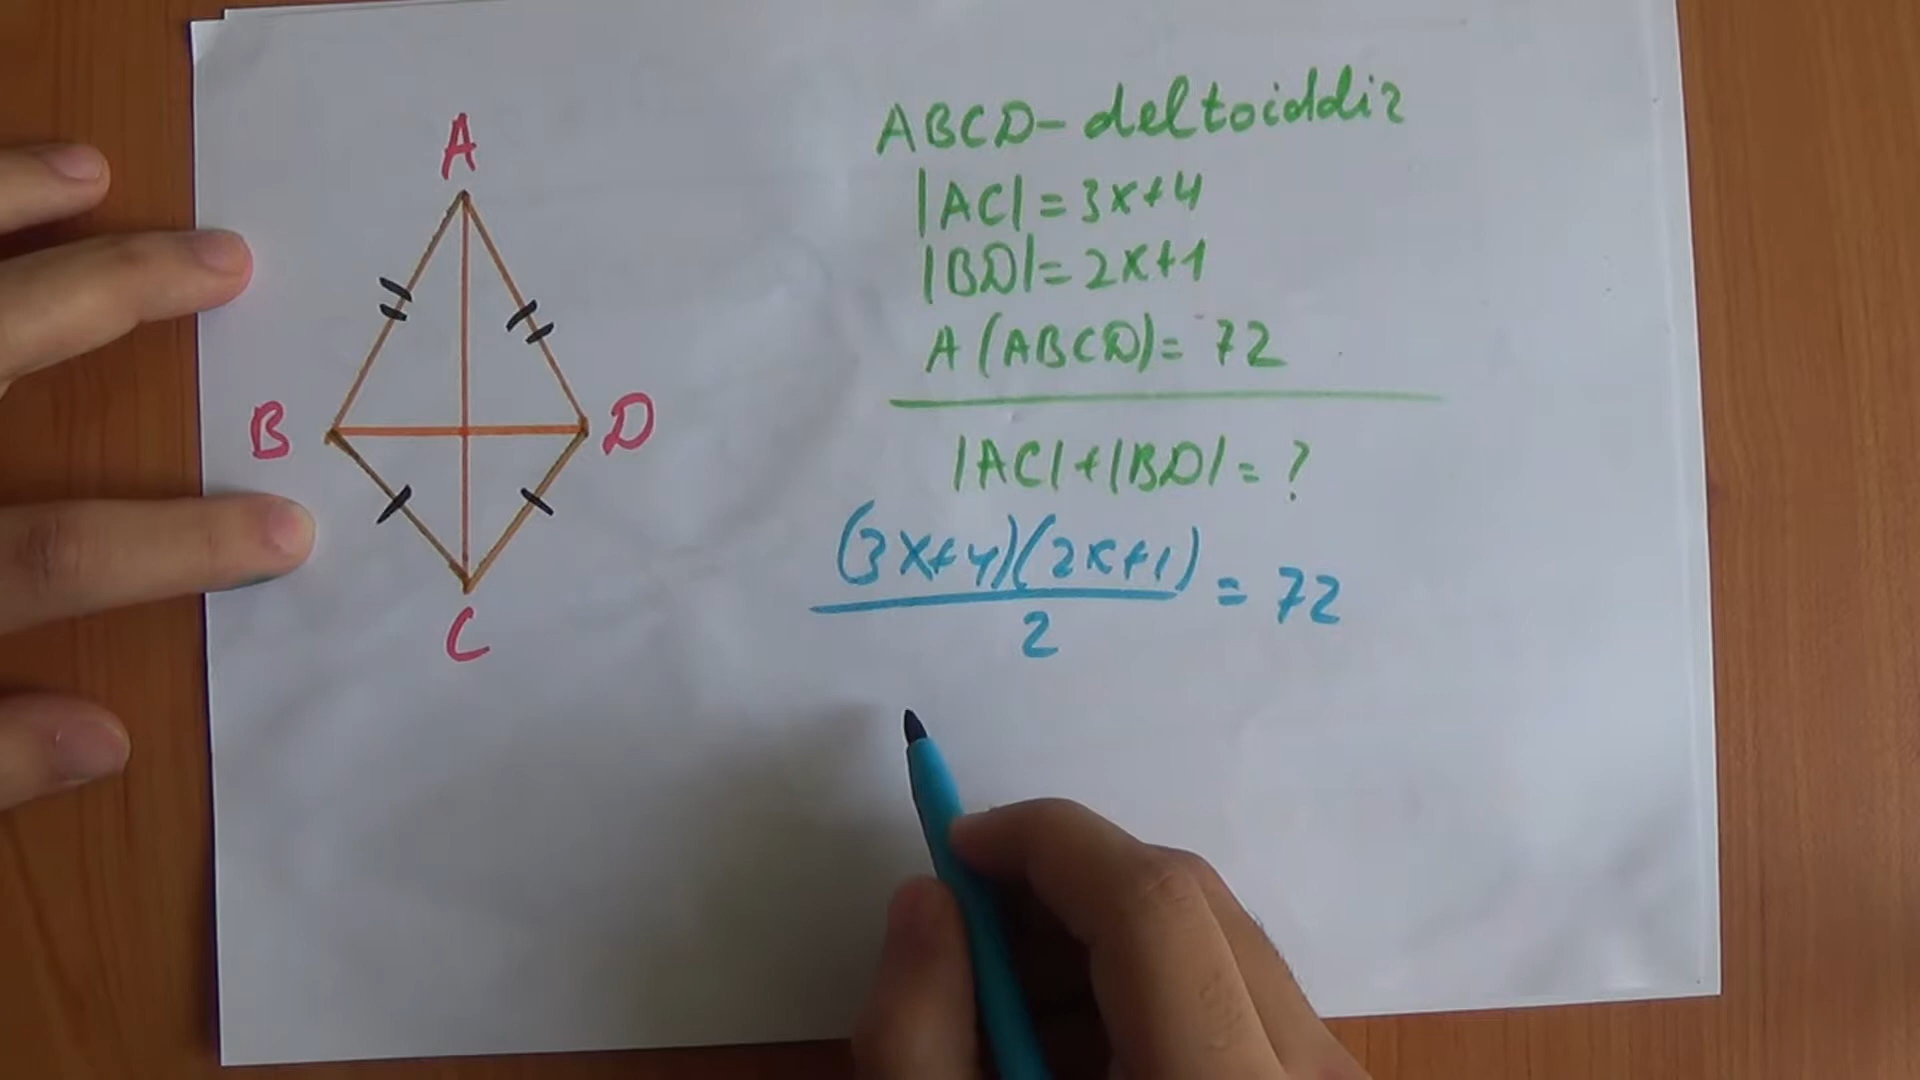 A
B
D
C
ABCD- deltoiddir
|AC| = 3x+4
|BD|= 2x+1
A (ABCD)= 72
|AC|+|BD|= ?
(3x+4)(2x+1)
2
= 72